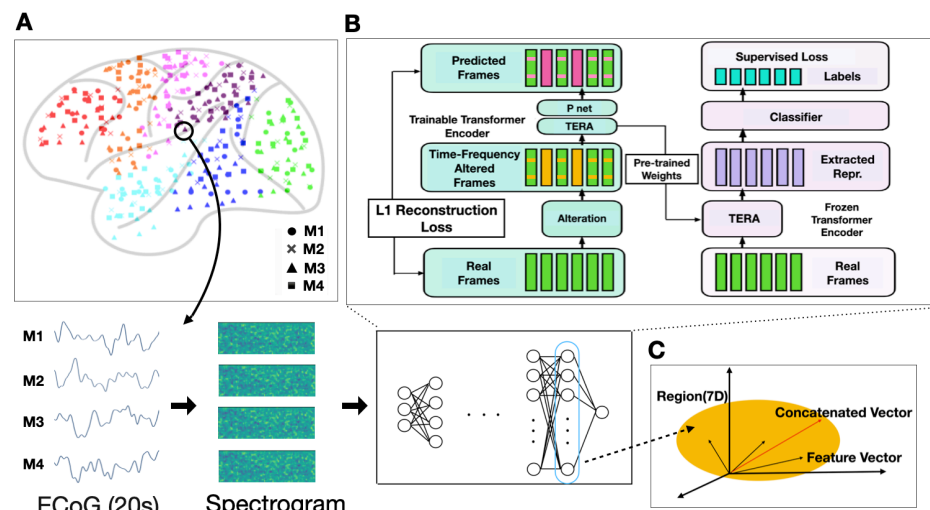 A
M1
M2
M3
M4
M1
M2
M3
M4
ECoG (20s)
Spectrogram
B
Predicted
Frames
P net
TERA
Trainable Transformer
Encoder
Time-Frequency
Altered
Frames
L1 Reconstruction
Loss
Alteration
Real
Frames
Pre-trained
Weights
Supervised Loss
Labels
Classifier
Extracted
Repr.
TERA
Frozen
Transformer
Encoder
Real
Frames
C
Region(7D)
Concatenated Vector
Feature Vector